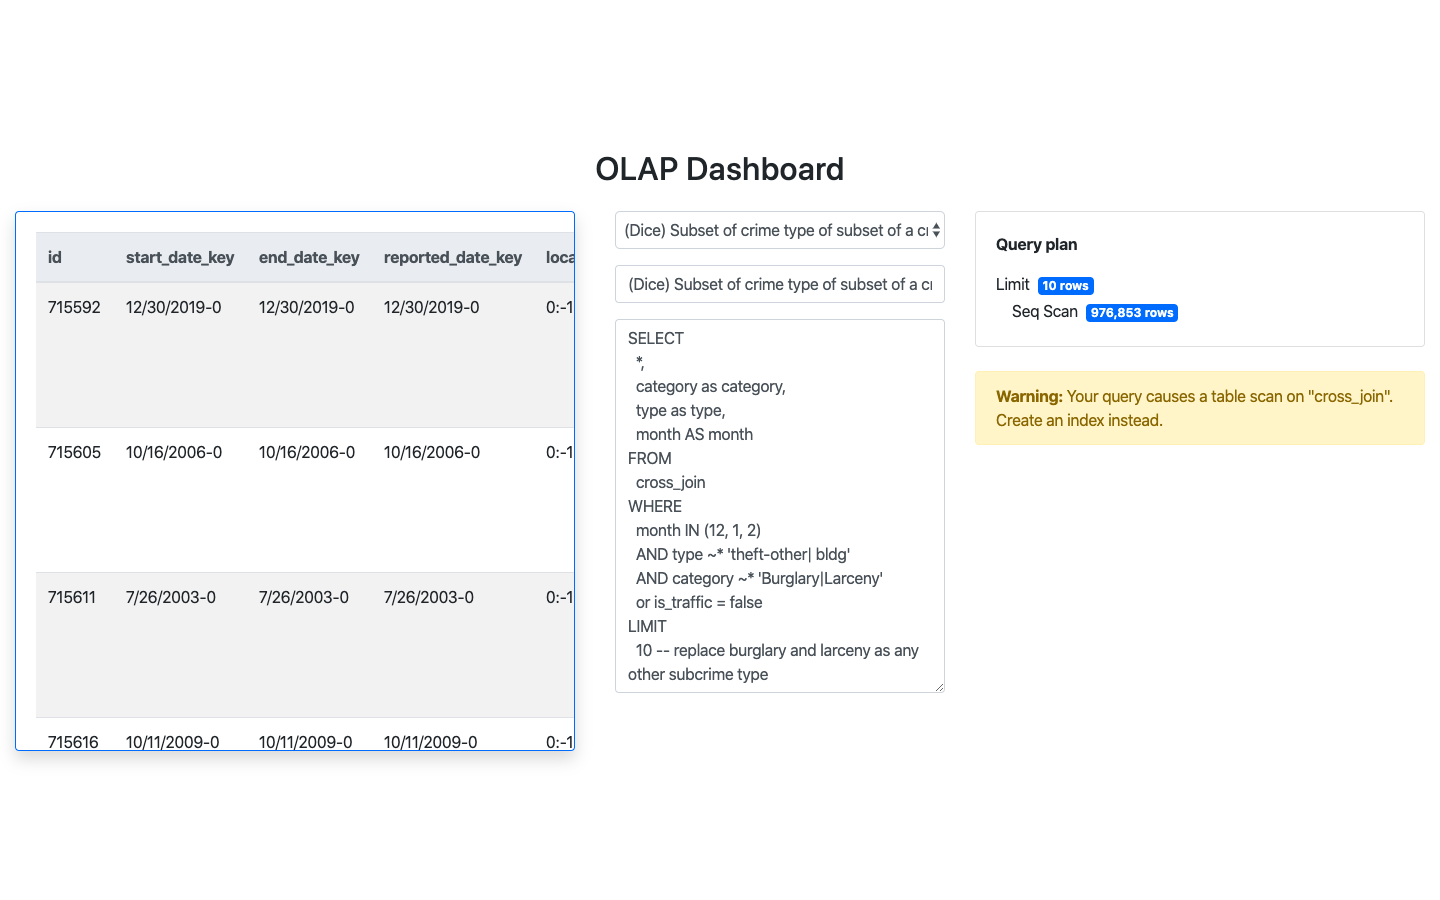 OLAP Dashboard
id start_date_key end_date_key reported_date_key loca
715592 12/30/2019-0 12/30/2019-0 12/30/2019-0 0:-1
715605 10/16/2006-0 10/16/2006-0 10/16/2006-0 0:-1
715611 7/26/2003-0 7/26/2003-0 7/26/2003-0 0:-1
715616 10/11/2009-0 10/11/2009-0 10/11/2009-0 0:-1
(Dice) Subset of crime type of subset of a cr
(Dice) Subset of crime type of subset of a cr
SELECT
*,
category as category,
type as type,
month AS month
FROM
cross_join
WHERE
month IN (12, 1, 2)
AND type ~* 'theft-other| bldg'
AND category ~* 'Burglary|Larceny'
or is_traffic = false
LIMIT
10 -- replace burglary and larceny as any
other subcrime type
Query plan
Limit 10 rows
Seq Scan 976,853 rows
Warning: Your query causes a table scan on "cross_join".
Create an index instead.